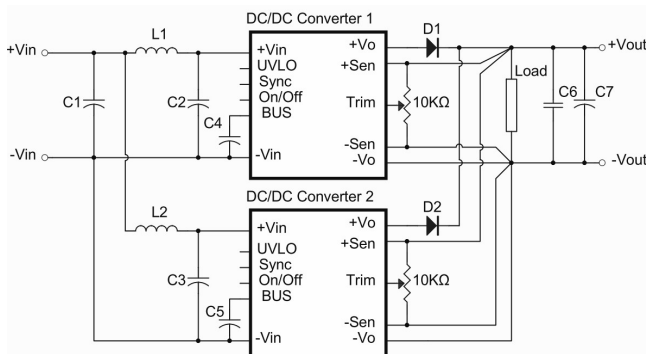 DC/DC Converter 1
L1
D1
+Vin
+Vin
+Vo
+Vout
UVLO
+Sen
Sync
Load
On/Off
Trim
10KΩ
C1
C2
C4
BUS
C6
C7
-Sen
-Vin
-Vin
-Vo
-Vout
DC/DC Converter 2
L2
D2
+Vin
+Vo
UVLO
+Sen
Sync
C3
On/Off
Trim
10KΩ
BUS
C5
-Sen
-Vin
-Vo